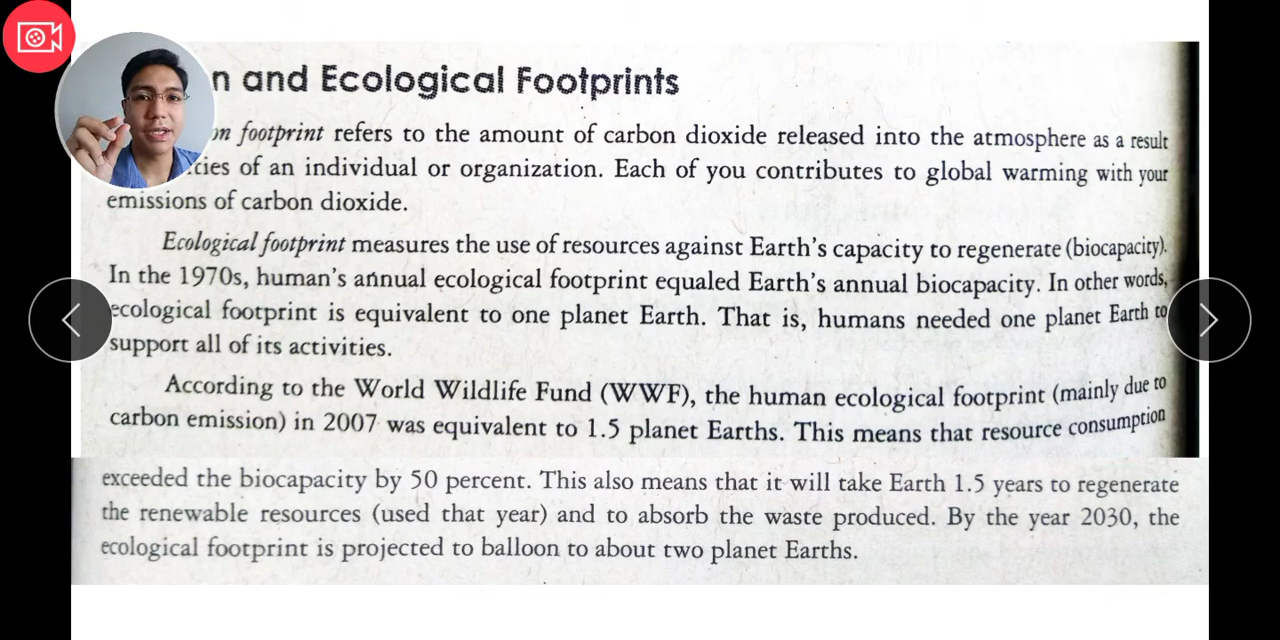 n and Ecological Footprints
on footprint refers to the amount of carbon dioxide released into the atmosphere as a result
ties of an individual or organization. Each of you contributes to global warming with your
emissions of carbon dioxide.
Ecological footprint measures the use of resources against Earth's capacity to regenerate (biocapacity).
In the 1970s, human's annual ecological footprint equaled Earth's annual biocapacity. In other words,
ecological footprint is equivalent to one planet Earth. That is, humans needed one planet Earth to
support all of its activities.
According to the World Wildlife Fund (WWF), the human ecological footprint (mainly due to
carbon emission) in 2007 was equivalent to 1.5 planet Earths. This means that resource consumption
exceeded the biocapacity by 50 percent. This also means that it will take Earth 1.5 years to regenerate
the renewable resources (used that year) and to absorb the waste produced. By the year 2030, the
ecological footprint is projected to balloon to about two planet Earths.